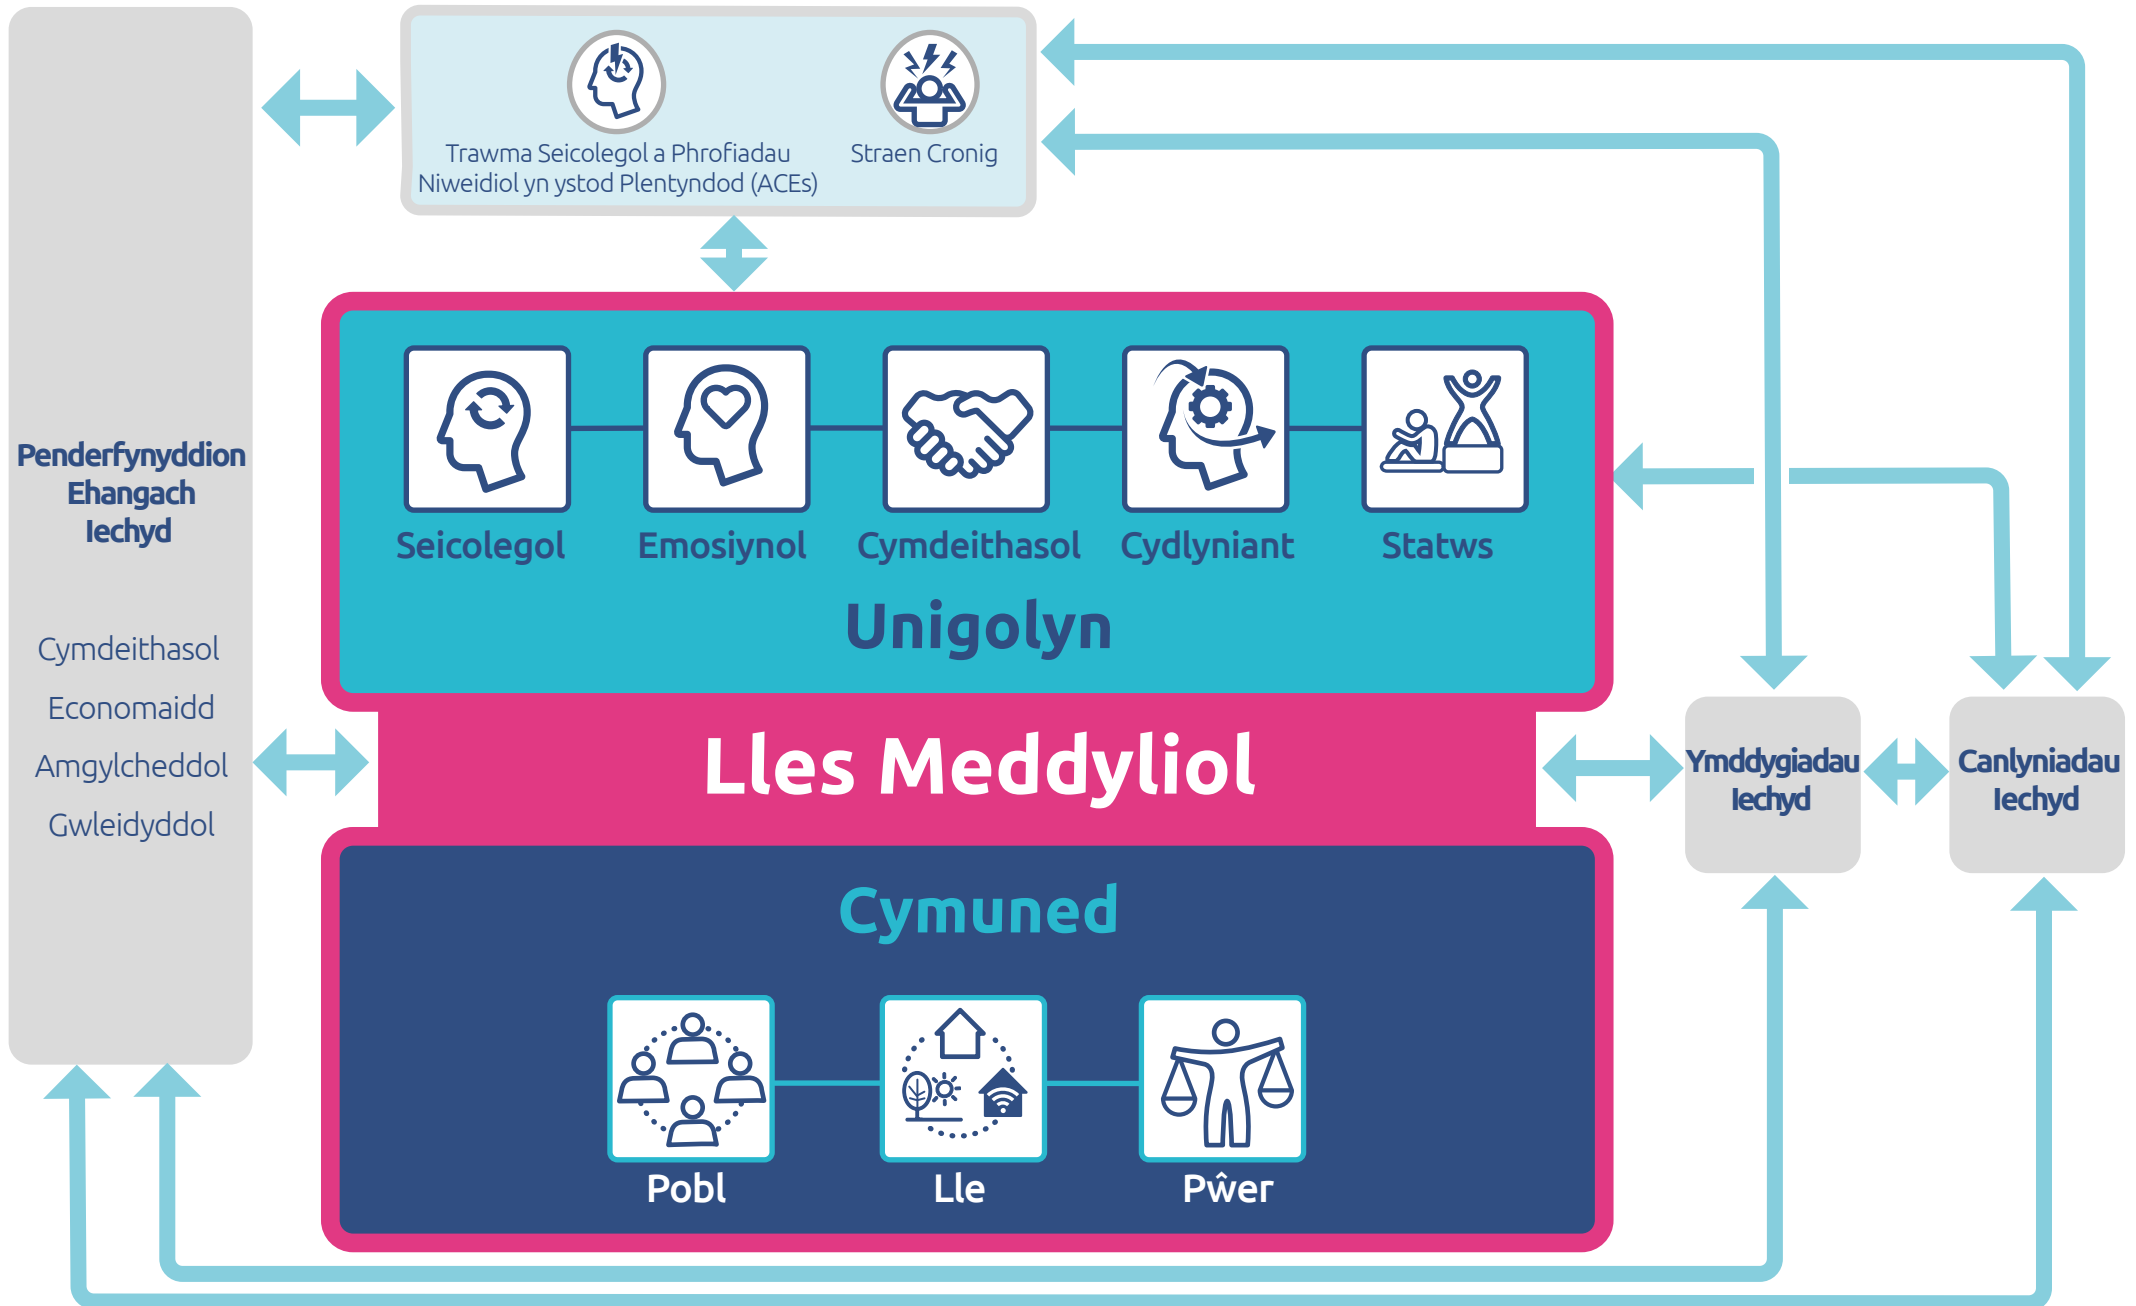 Trawma Seicolegol a Phrofiadau
Niweidiol yn ystod Plentyndod (ACEs)
Straen Cronig
Penderfynyddion
Ehangach
Iechyd
Cymdeithasol
Economaidd
Amgylcheddol
Gwleidyddol
Seicolegol
Emosiynol
Cymdeithasol
Cydlyniant
Statws
Unigolyn
Lles Meddyliol
Cymuned
Pobl
Lle
Pŵer
Ymddygiadau
Iechyd
Canlyniadau
Iechyd